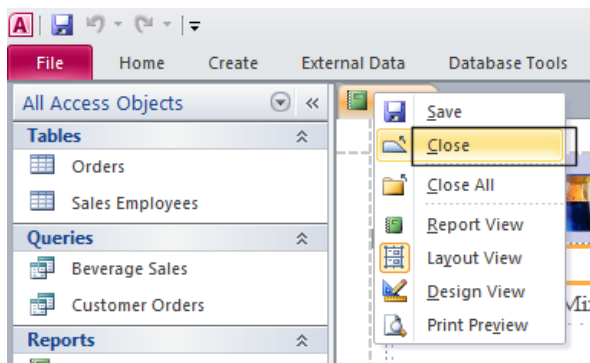 A
File Home Create External Data Database Tools
All Access Objects
Tables
Orders
Sales Employees
Queries
Beverage Sales
Customer Orders
Reports
Save
Close
Close All
Report View
Layout View
Design View
Print Preview